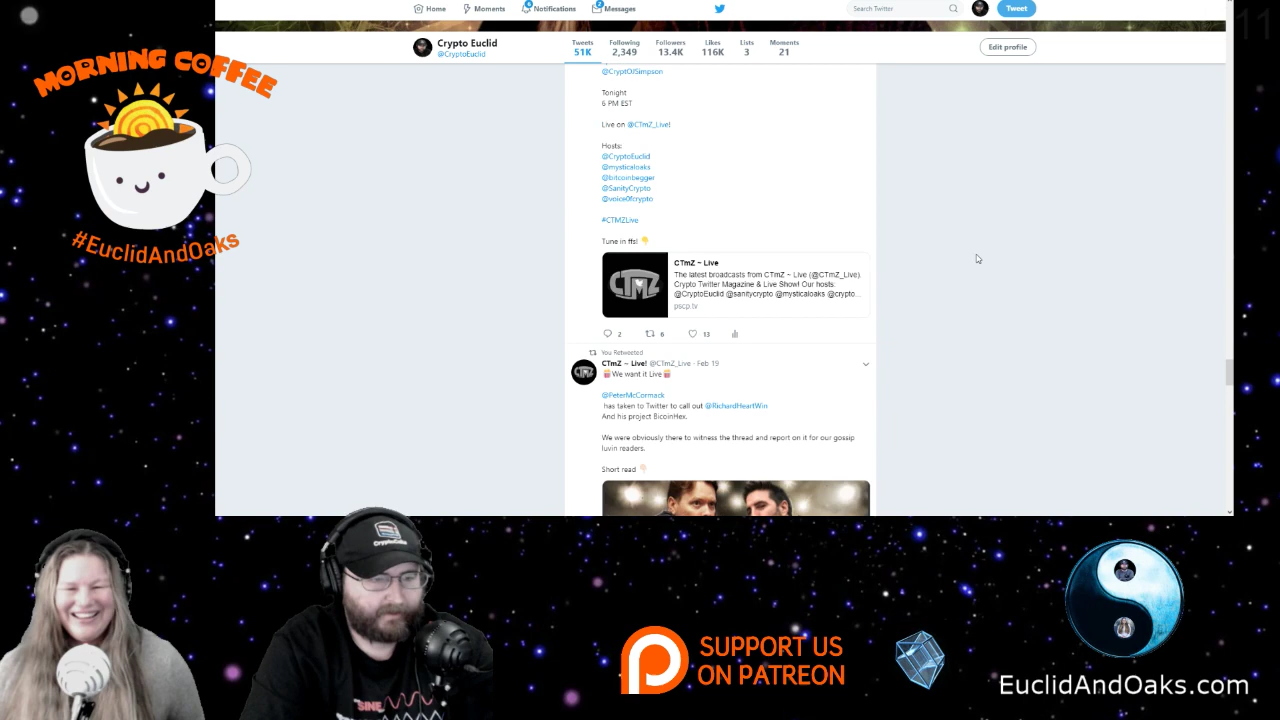 Home
Moments
Notifications
Messages
Search Twitter
Tweet
Crypto Euclid
@CryptoEuclid
Tweets
51K
Following
2,349
Followers
13.4K
Likes
116K
Lists
3
Moments
21
Edit profile
MORNING COFFEE
#EuclidAndOaks
@CryptOJSimpson
Tonight
6 PM EST
Live on @CTmZ_Live!
Hosts:
@CryptoEuclid
@mysticaloaks
@bitcoinbegger
@SanityCrypto
@voice0fcrypto
#CTMZLive
Tune in ffs!
CTmZ
CTmZ ~ Live
The latest broadcasts from CTmZ ~ Live (@CTmZ_Live).
Crypto Twitter Magazine & Live Show! Our hosts:
@CryptoEuclid @sanitycrypto @mysticaloaks @crypto...
pscp.tv
2 6 13
You Retweeted
CTmZ ~ Live! @CTmZ_Live - Feb 19
We want it Live
@PeterMcCormack
has taken to Twitter to call out @RichardHeartWin
And his project BicoinHex.
We were obviously there to witness the thread and report on it for our gossip
luvin readers.
Short read
SINE
SUPPORT US
ON PATREON
EuclidAndOaks.com